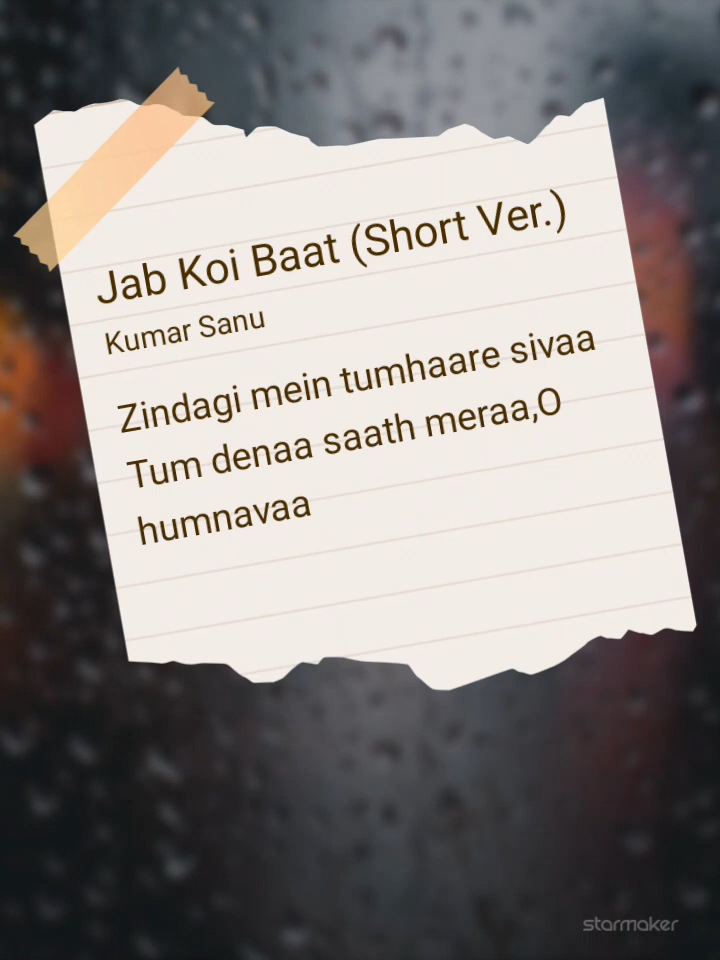 Jab Koi Baat (Short Ver.)
Kumar Sanu
Zindagi mein tumhaare sivaa
Tum denaa saath meraa,O
humnavaa
starmaker